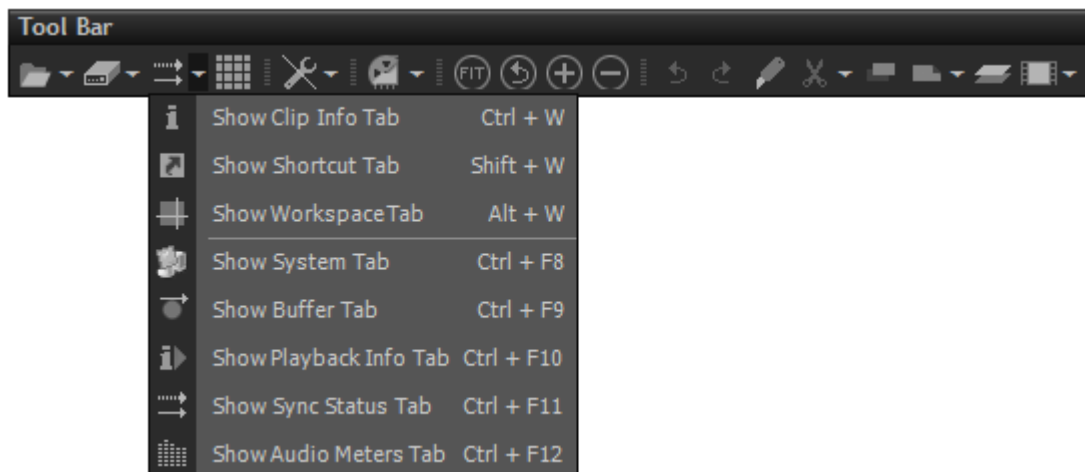 Tool Bar
FIT
Show Clip Info Tab Ctrl + W
Show Shortcut Tab Shift + W
Show Workspace Tab Alt + W
Show System Tab Ctrl + F8
Show Buffer Tab Ctrl + F9
Show Playback Info Tab Ctrl + F10
Show Sync Status Tab Ctrl + F11
Show Audio Meters Tab Ctrl + F12